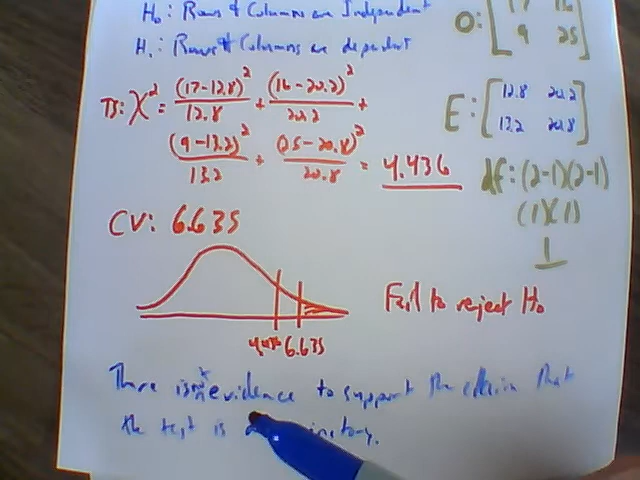 H₀: Rows & Columns are Independent
H₁: Rows & Columns are dependent
O: [17 16
9 25]
TS: χ² = (17-12.8)²/12.8 + (16-20.2)²/20.2 +
(9-13.2)²/13.2 + (25-20.8)²/20.8 = 4.436
E: [12.8 20.2
13.2 20.8]
df: (2-1)(2-1)
(1)(1)
1
CV: 6.635
4.436 6.635
Fail to reject H₀
There is evidence to support the claim that
the test is